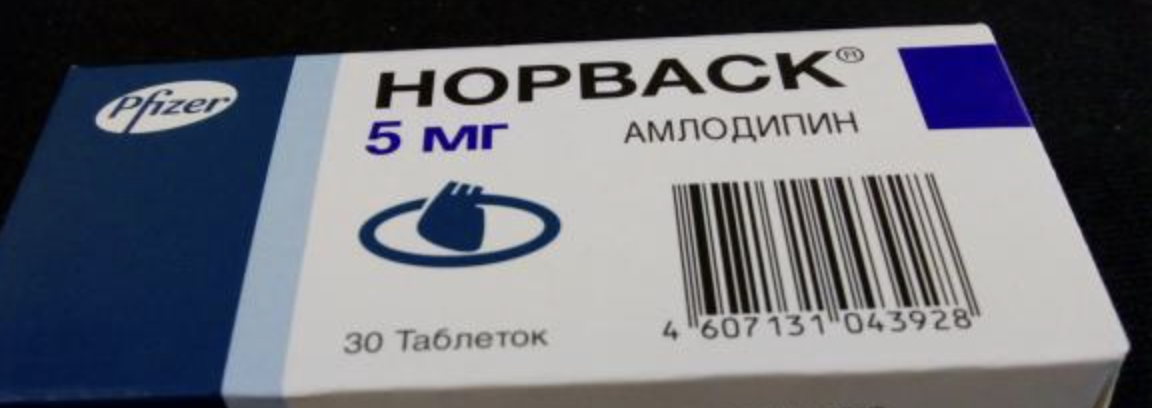 Pfizer
НОРВАСК®
5 мг
АМЛОДИПИН
30 Таблеток
4 607131 043928